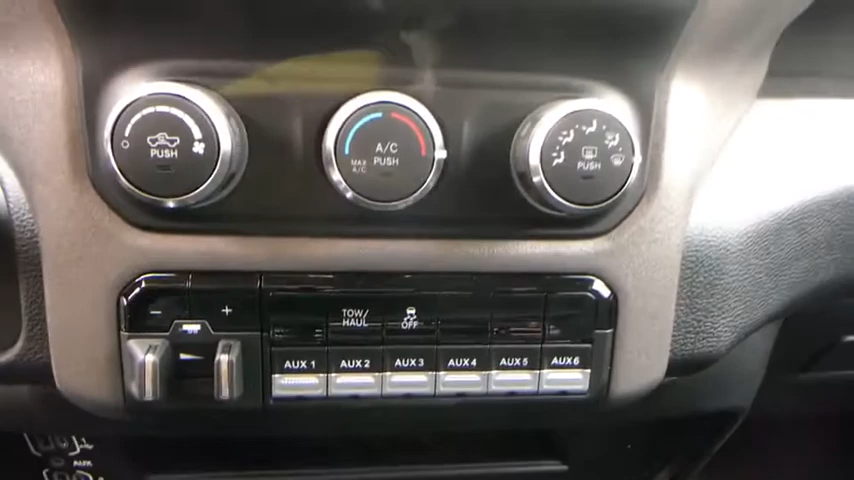 PUSH
A/C
PUSH
MAX
A/C
PUSH
- +
TOW/
HAUL
OFF
AUX 1 AUX 2 AUX 3 AUX 4 AUX 5 AUX 6
AUX